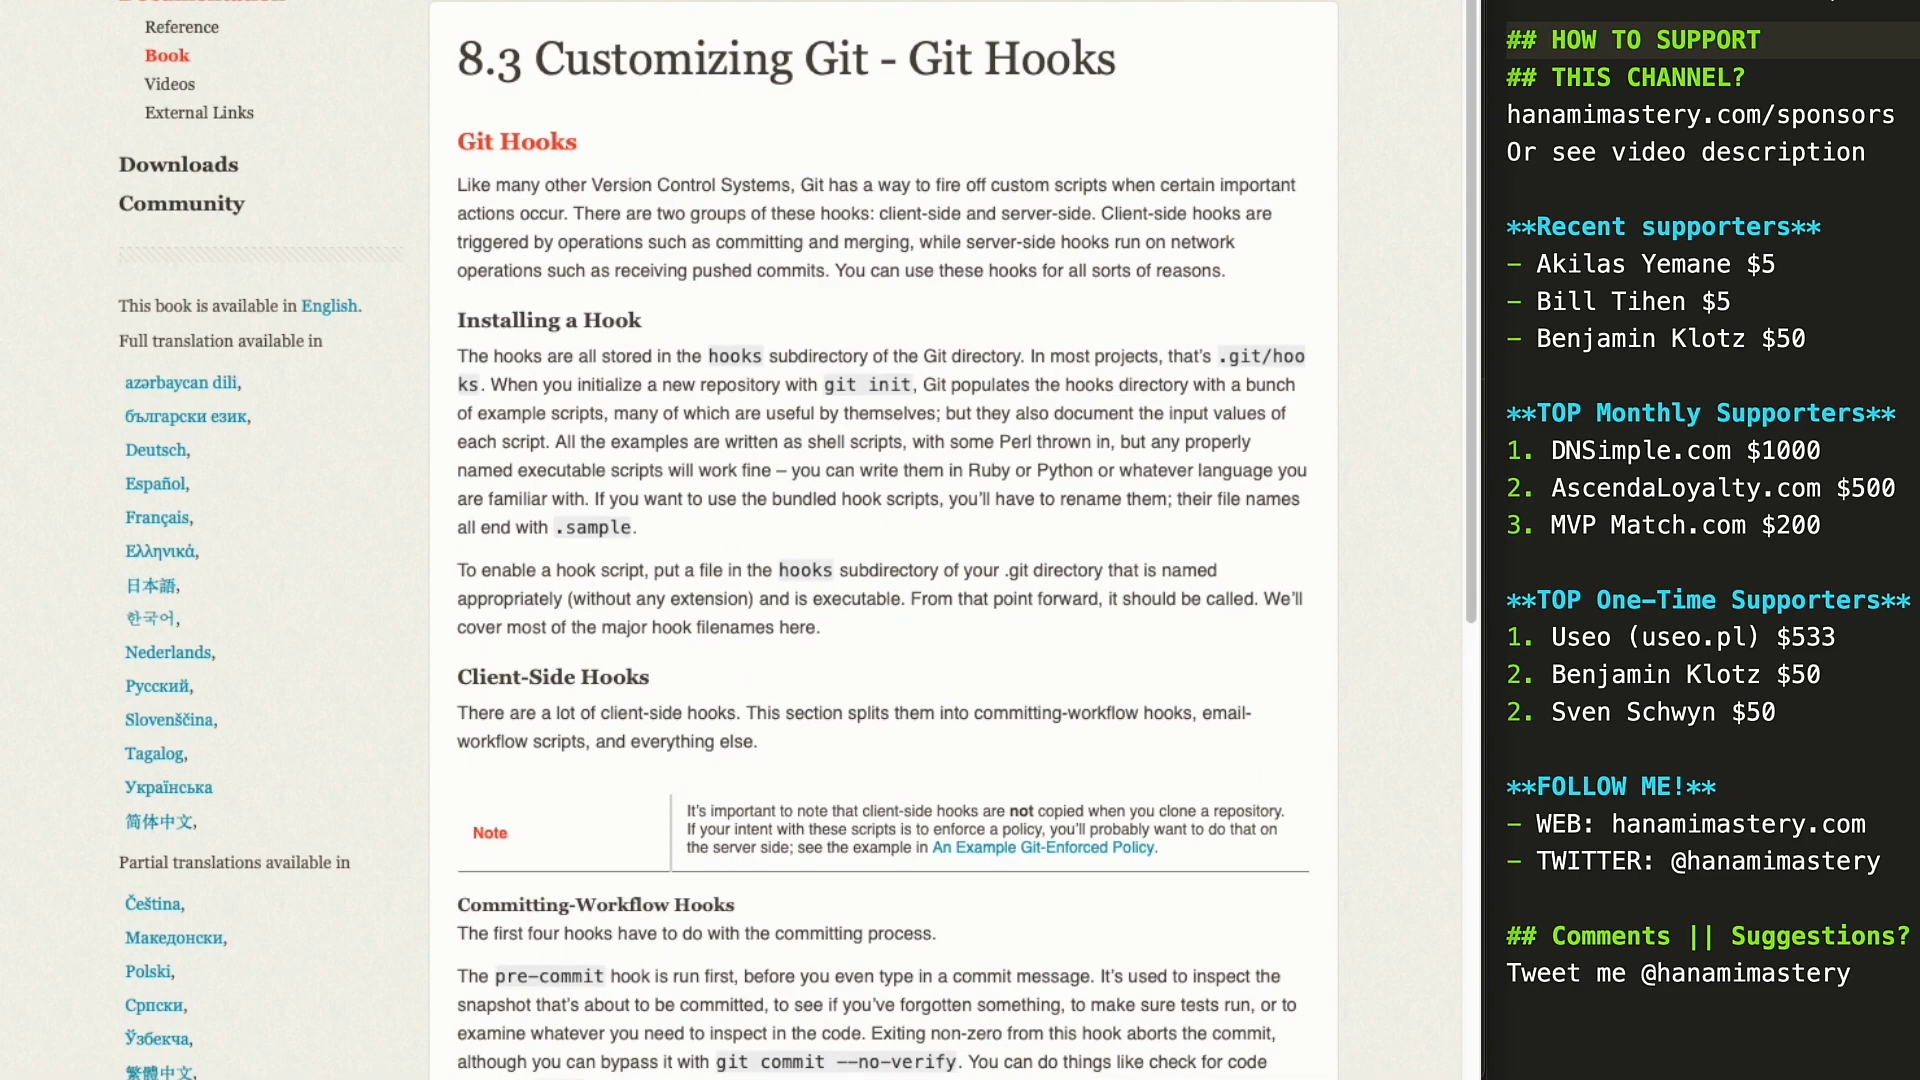 Reference
Book
Videos
External Links
Downloads
Community
This book is available in English.
Full translation available in
azərbaycan dili,
български език,
Deutsch,
Español,
Français,
Ελληνικά,
日本語,
한국어,
Nederlands,
Русский,
Slovenščina,
Tagalog,
Українська
简体中文,
Partial translations available in
Čeština,
Македонски,
Polski,
Српски,
Ўзбекча,
繁體中文,
8.3 Customizing Git - Git Hooks
Git Hooks
Like many other Version Control Systems, Git has a way to fire off custom scripts when certain important
actions occur. There are two groups of these hooks: client-side and server-side. Client-side hooks are
triggered by operations such as committing and merging, while server-side hooks run on network
operations such as receiving pushed commits. You can use these hooks for all sorts of reasons.
Installing a Hook
The hooks are all stored in the hooks subdirectory of the Git directory. In most projects, that’s .git/hoo
ks. When you initialize a new repository with git init, Git populates the hooks directory with a bunch
of example scripts, many of which are useful by themselves; but they also document the input values of
each script. All the examples are written as shell scripts, with some Perl thrown in, but any properly
named executable scripts will work fine – you can write them in Ruby or Python or whatever language you
are familiar with. If you want to use the bundled hook scripts, you’ll have to rename them; their file names
all end with .sample.
To enable a hook script, put a file in the hooks subdirectory of your .git directory that is named
appropriately (without any extension) and is executable. From that point forward, it should be called. We’ll
cover most of the major hook filenames here.
Client-Side Hooks
There are a lot of client-side hooks. This section splits them into committing-workflow hooks, email-
workflow scripts, and everything else.
Note
It’s important to note that client-side hooks are not copied when you clone a repository.
If your intent with these scripts is to enforce a policy, you’ll probably want to do that on
the server side; see the example in An Example Git-Enforced Policy.
Committing-Workflow Hooks
The first four hooks have to do with the committing process.
The pre-commit hook is run first, before you even type in a commit message. It’s used to inspect the
snapshot that’s about to be committed, to see if you’ve forgotten something, to make sure tests run, or to
examine whatever you need to inspect in the code. Exiting non-zero from this hook aborts the commit,
although you can bypass it with git commit --no-verify. You can do things like check for code
## HOW TO SUPPORT
## THIS CHANNEL?
hanamimastery.com/sponsors
Or see video description
**Recent supporters**
- Akilas Yemane $5
- Bill Tihen $5
- Benjamin Klotz $50
**TOP Monthly Supporters**
1. DNSimple.com $1000
2. AscendaLoyalty.com $500
3. MVP Match.com $200
**TOP One-Time Supporters**
1. Useo (useo.pl) $533
2. Benjamin Klotz $50
2. Sven Schwyn $50
**FOLLOW ME!**
- WEB: hanamimastery.com
- TWITTER: @hanamimastery
## Comments || Suggestions?
Tweet me @hanamimastery